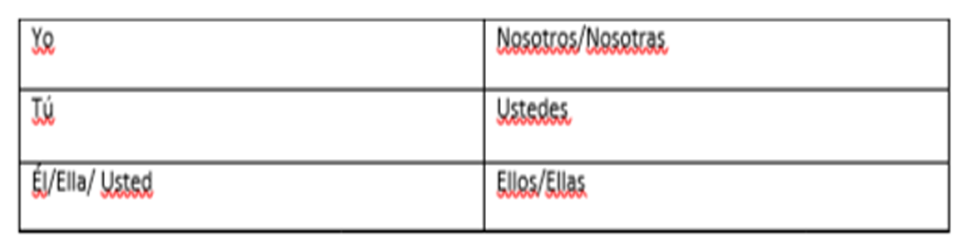 Yo
Nosotros/Nosotras
Tú
Ustedes
Él/Ella/ Usted
Ellos/Ellas